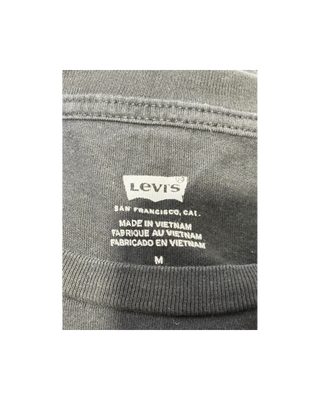 Levi's
SAN FRANCISCO, CAL.
MADE IN VIETNAM
FABRIQUE AU VIETNAM
FABRICADO EN VIETNAM
M